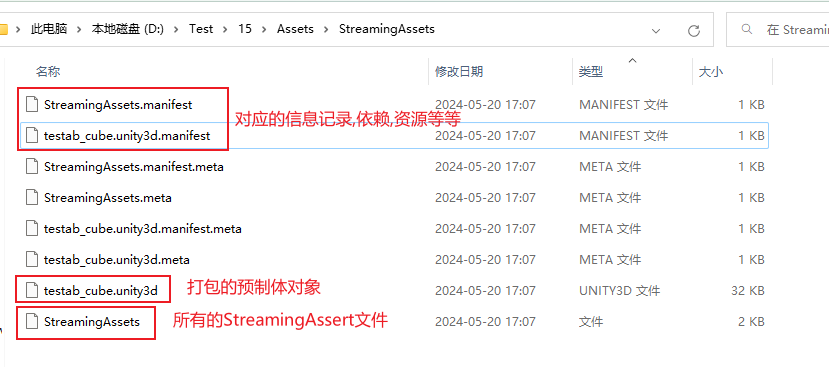 此电脑 > 本地磁盘 (D:) > Test > 15 > Assets > StreamingAssets
在 Streamin
名称 修改日期 类型 大小
StreamingAssets.manifest 2024-05-20 17:07 MANIFEST 文件 1 KB
对应的信息记录,依赖,资源等等
testab_cube.unity3d.manifest 2024-05-20 17:07 MANIFEST 文件 1 KB
StreamingAssets.manifest.meta 2024-05-20 17:07 META 文件 1 KB
StreamingAssets.meta 2024-05-20 17:07 META 文件 1 KB
testab_cube.unity3d.manifest.meta 2024-05-20 17:07 META 文件 1 KB
testab_cube.unity3d.meta 2024-05-20 17:07 META 文件 1 KB
testab_cube.unity3d 打包的预制体对象 2024-05-20 17:07 UNITY3D 文件 32 KB
StreamingAssets 所有的StreamingAssert文件 2024-05-20 17:07 文件 2 KB